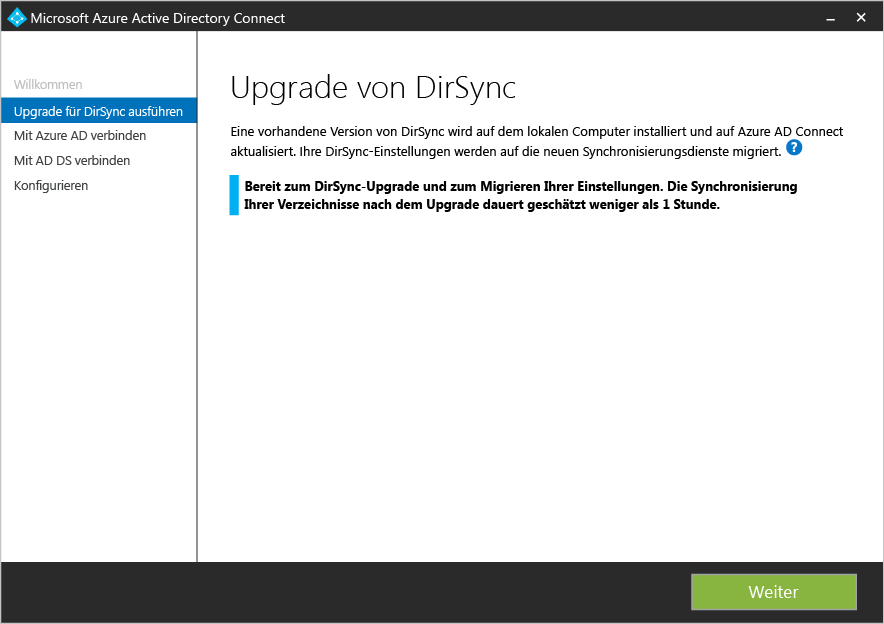 Microsoft Azure Active Directory Connect
Willkommen
Upgrade für DirSync ausführen
Mit Azure AD verbinden
Mit AD DS verbinden
Konfigurieren
Upgrade von DirSync
Eine vorhandene Version von DirSync wird auf dem lokalen Computer installiert und auf Azure AD Connect
aktualisiert. Ihre DirSync-Einstellungen werden auf die neuen Synchronisierungsdienste migriert. ?
Bereit zum DirSync-Upgrade und zum Migrieren Ihrer Einstellungen. Die Synchronisierung
Ihrer Verzeichnisse nach dem Upgrade dauert geschätzt weniger als 1 Stunde.
Weiter